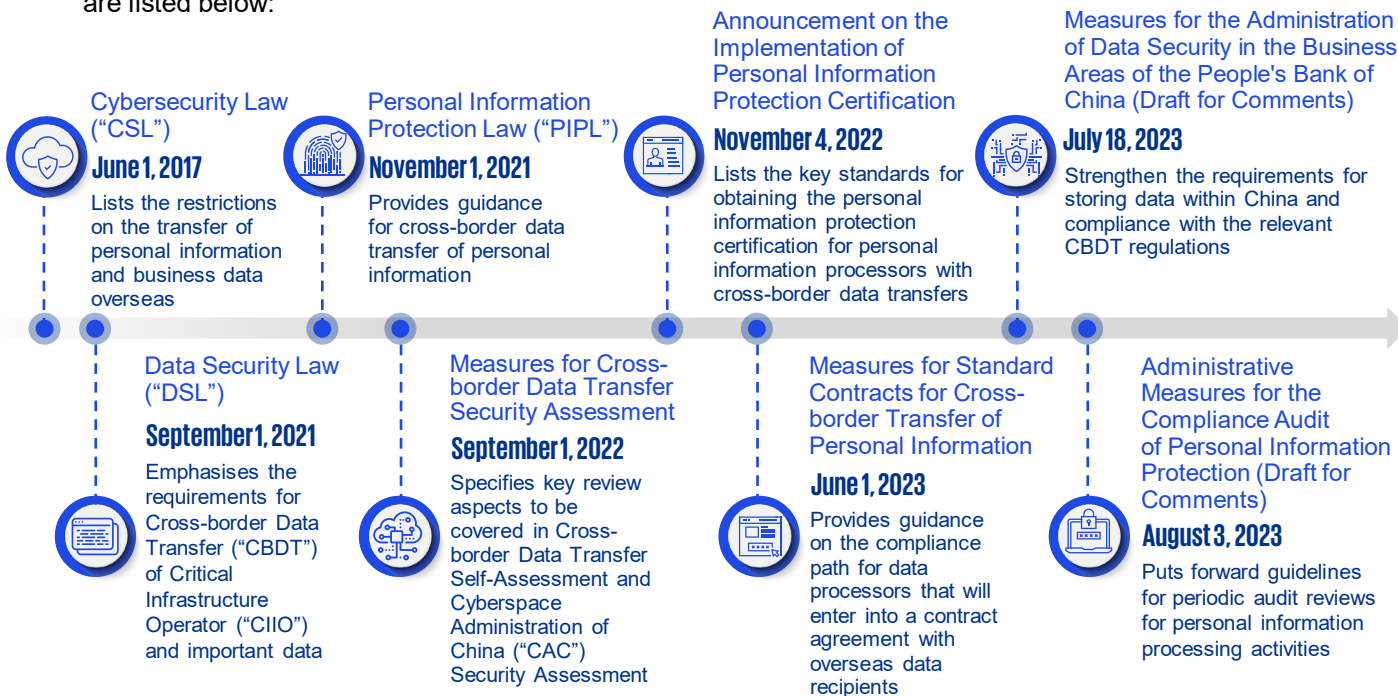 are listed below:
Cybersecurity Law
(“CSL”)
June 1, 2017
Lists the restrictions
on the transfer of
personal information
and business data
overseas
Data Security Law
(“DSL”)
September 1, 2021
Emphasises the
requirements for
Cross-border Data
Transfer (“CBDT”)
of Critical
Infrastructure
Operator (“CIIO”)
and important data
Personal Information
Protection Law (“PIPL”)
November 1, 2021
Provides guidance
for cross-border data
transfer of personal
information
Measures for Cross-
border Data Transfer
Security Assessment
September 1, 2022
Specifies key review
aspects to be
covered in Cross-
border Data Transfer
Self-Assessment and
Cyberspace
Administration of
China (“CAC”)
Security Assessment
Announcement on the
Implementation of
Personal Information
Protection Certification
November 4, 2022
Lists the key standards for
obtaining the personal
information protection
certification for personal
information processors with
cross-border data transfers
Measures for Standard
Contracts for Cross-
border Transfer of
Personal Information
June 1, 2023
Provides guidance
on the compliance
path for data
processors that will
enter into a contract
agreement with
overseas data
recipients
Measures for the Administration
of Data Security in the Business
Areas of the People's Bank of
China (Draft for Comments)
July 18, 2023
Strengthen the requirements for
storing data within China and
compliance with the relevant
CBDT regulations
Administrative
Measures for the
Compliance Audit
of Personal Information
Protection (Draft for
Comments)
August 3, 2023
Puts forward guidelines
for periodic audit reviews
for personal information
processing activities